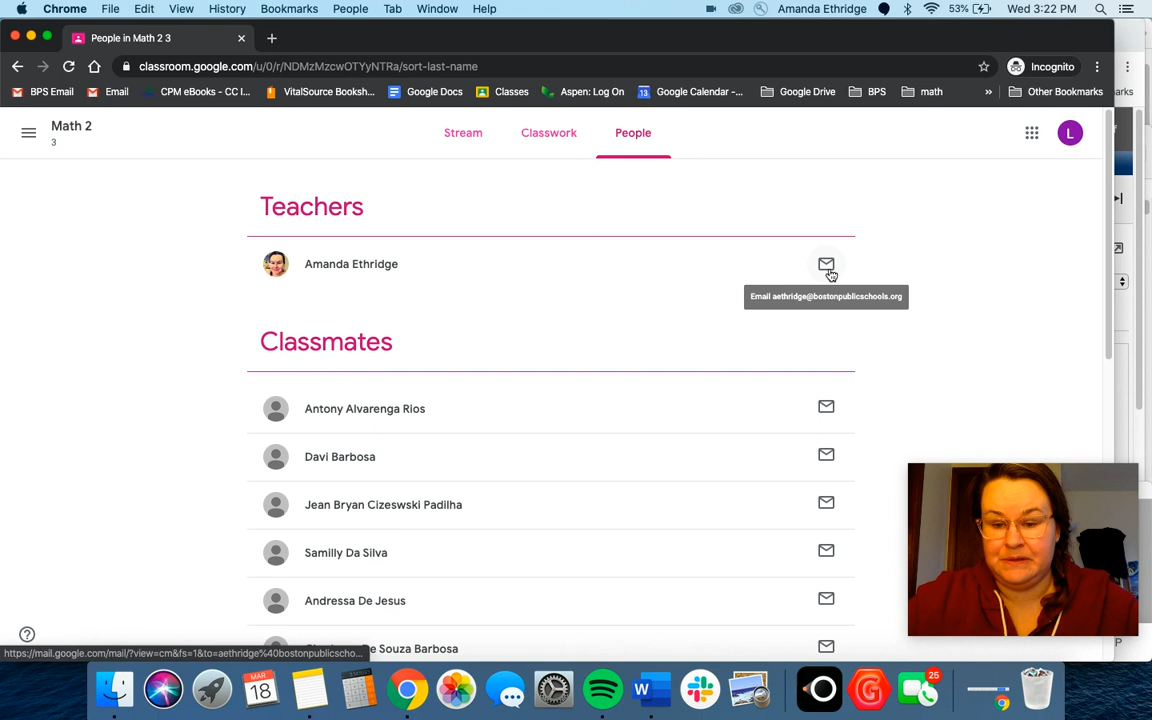 Chrome File Edit View History Bookmarks People Tab Window Help Amanda Ethridge 53% Wed 3:22 PM
People in Math 2 3
classroom.google.com/u/0/r/NDMzMzcwOTYyNTRa/sort-last-name Incognito
BPS Email Email CPM eBooks - CC I... VitalSource Booksh... Google Docs Classes Aspen: Log On Google Calendar -... Google Drive BPS math » Other Bookmarks arks
Math 2
3
Stream Classwork People
L
Teachers
Amanda Ethridge
Email aethridge@bostonpublicschools.org
Classmates
Antony Alvarenga Rios
Davi Barbosa
Jean Bryan Cizeswski Padilha
Samilly Da Silva
Andressa De Jesus
e Souza Barbosa
https://mail.google.com/mail/?view=cm&fs=1&to=aethridge%40bostonpublicscho...
MAR
18
25